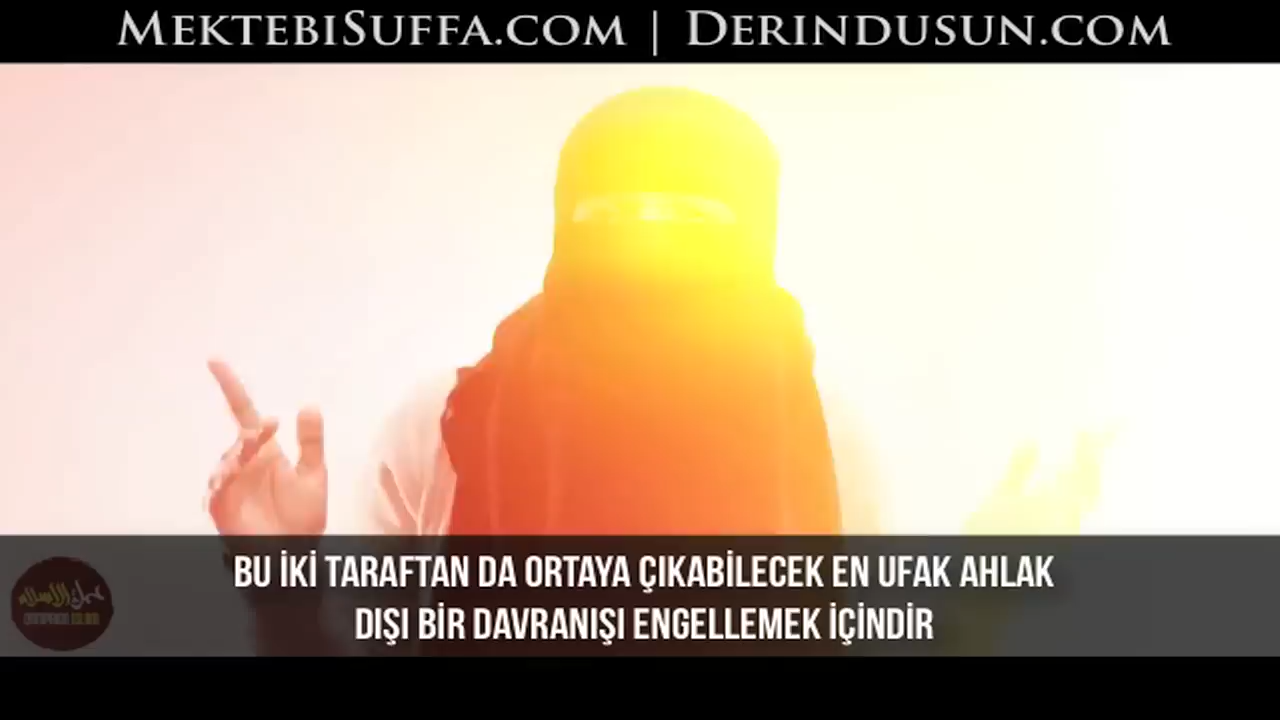 MEKTEBISUFFA.COM | DERINDUSUN.COM
BU İKİ TARAFTAN DA ORTAYA ÇIKABİLECEK EN UFAK AHLAK
DIŞI BİR DAVRANIŞI ENGELLEMEK İÇİNDİR